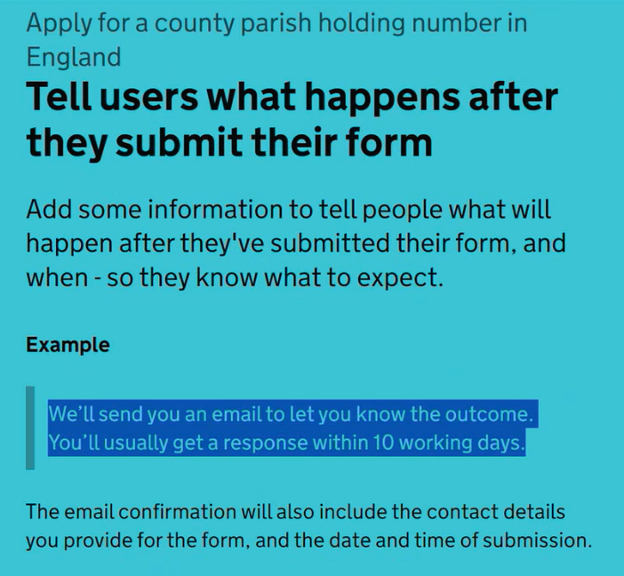 Apply for a county parish holding number in
England
Tell users what happens after
they submit their form
Add some information to tell people what will
happen after they've submitted their form, and
when - so they know what to expect.
Example
We’ll send you an email to let you know the outcome.
You’ll usually get a response within 10 working days.
The email confirmation will also include the contact details
you provide for the form, and the date and time of submission.